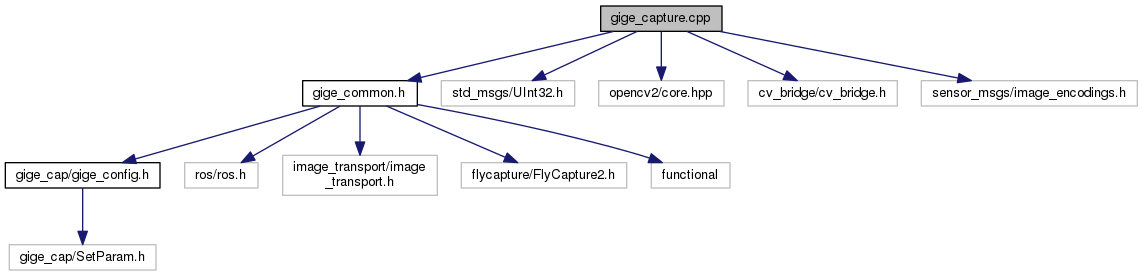 gige_capture.cpp
gige_common.h
std_msgs/UInt32.h
opencv2/core.hpp
cv_bridge/cv_bridge.h
sensor_msgs/image_encodings.h
gige_cap/gige_config.h
ros/ros.h
image_transport/image
_transport.h
flycapture/FlyCapture2.h
functional
gige_cap/SetParam.h